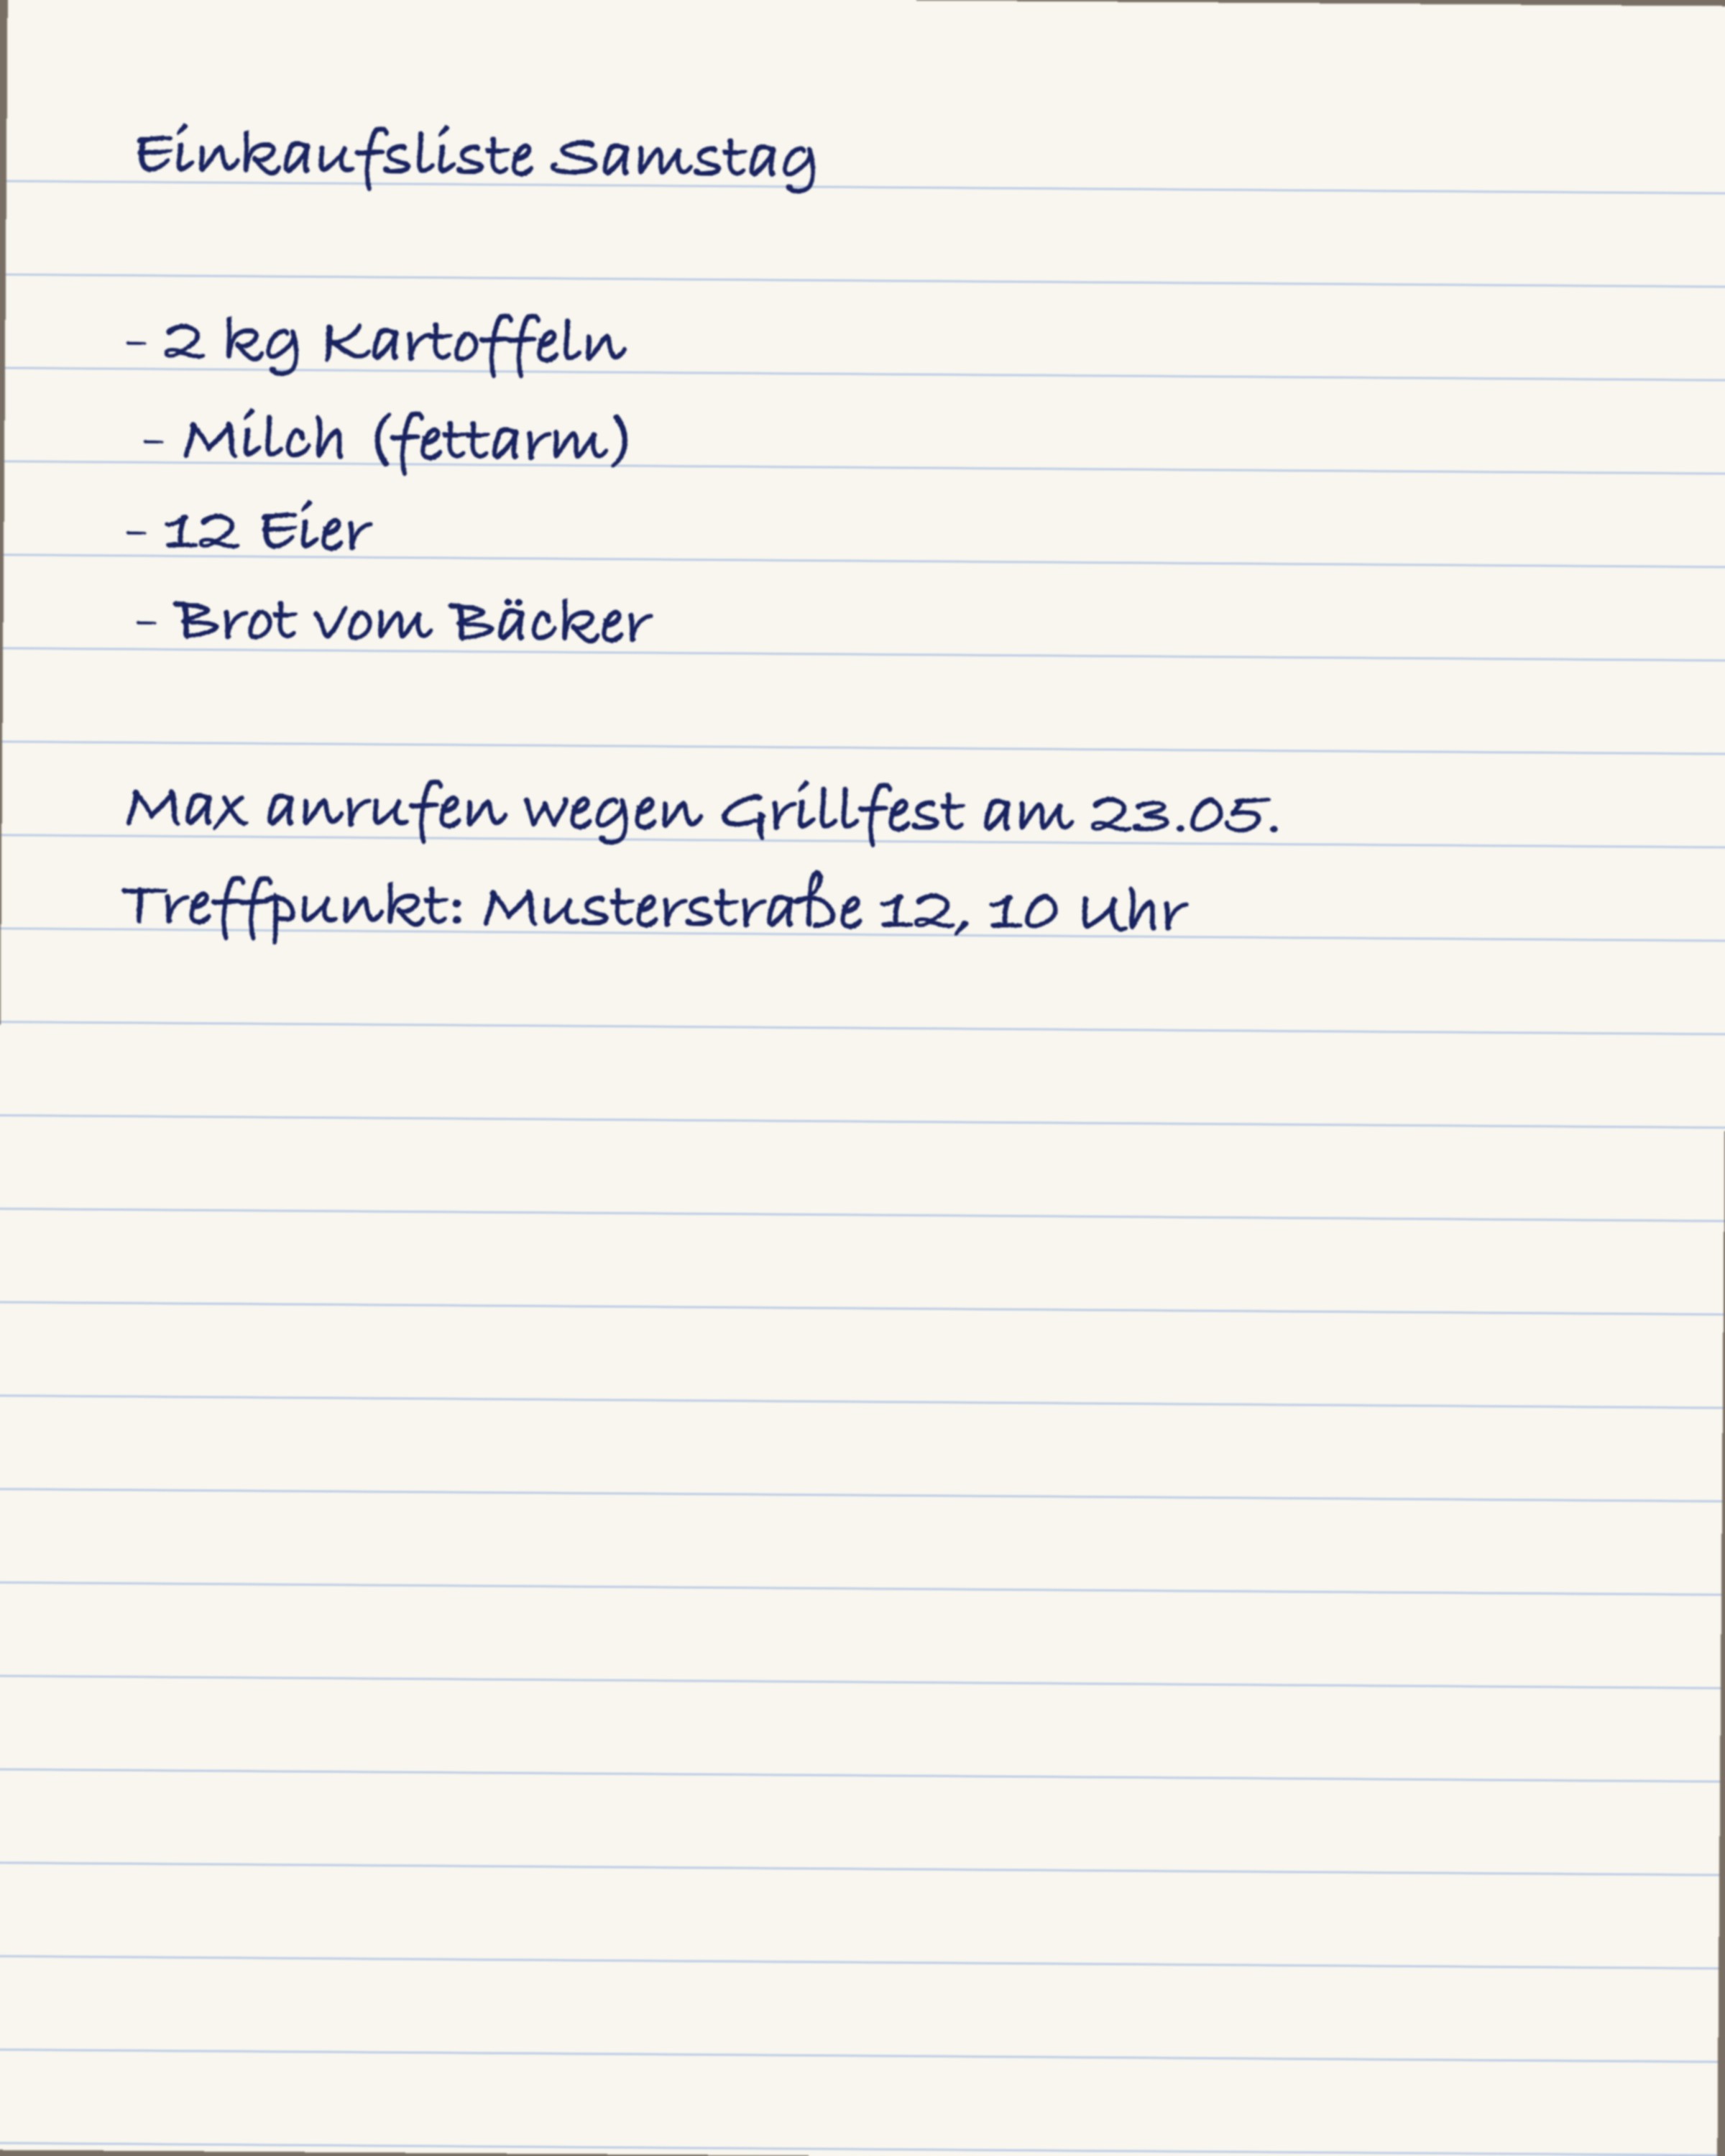 Einkaufsliste Samstag
- 2 kg Kartoffeln
- Milch (fettarm)
- 12 Eier
- Brot vom Bäcker
Max anrufen wegen Grillfest am 23.05.
Treffpunkt: Musterstraße 12, 10 Uhr